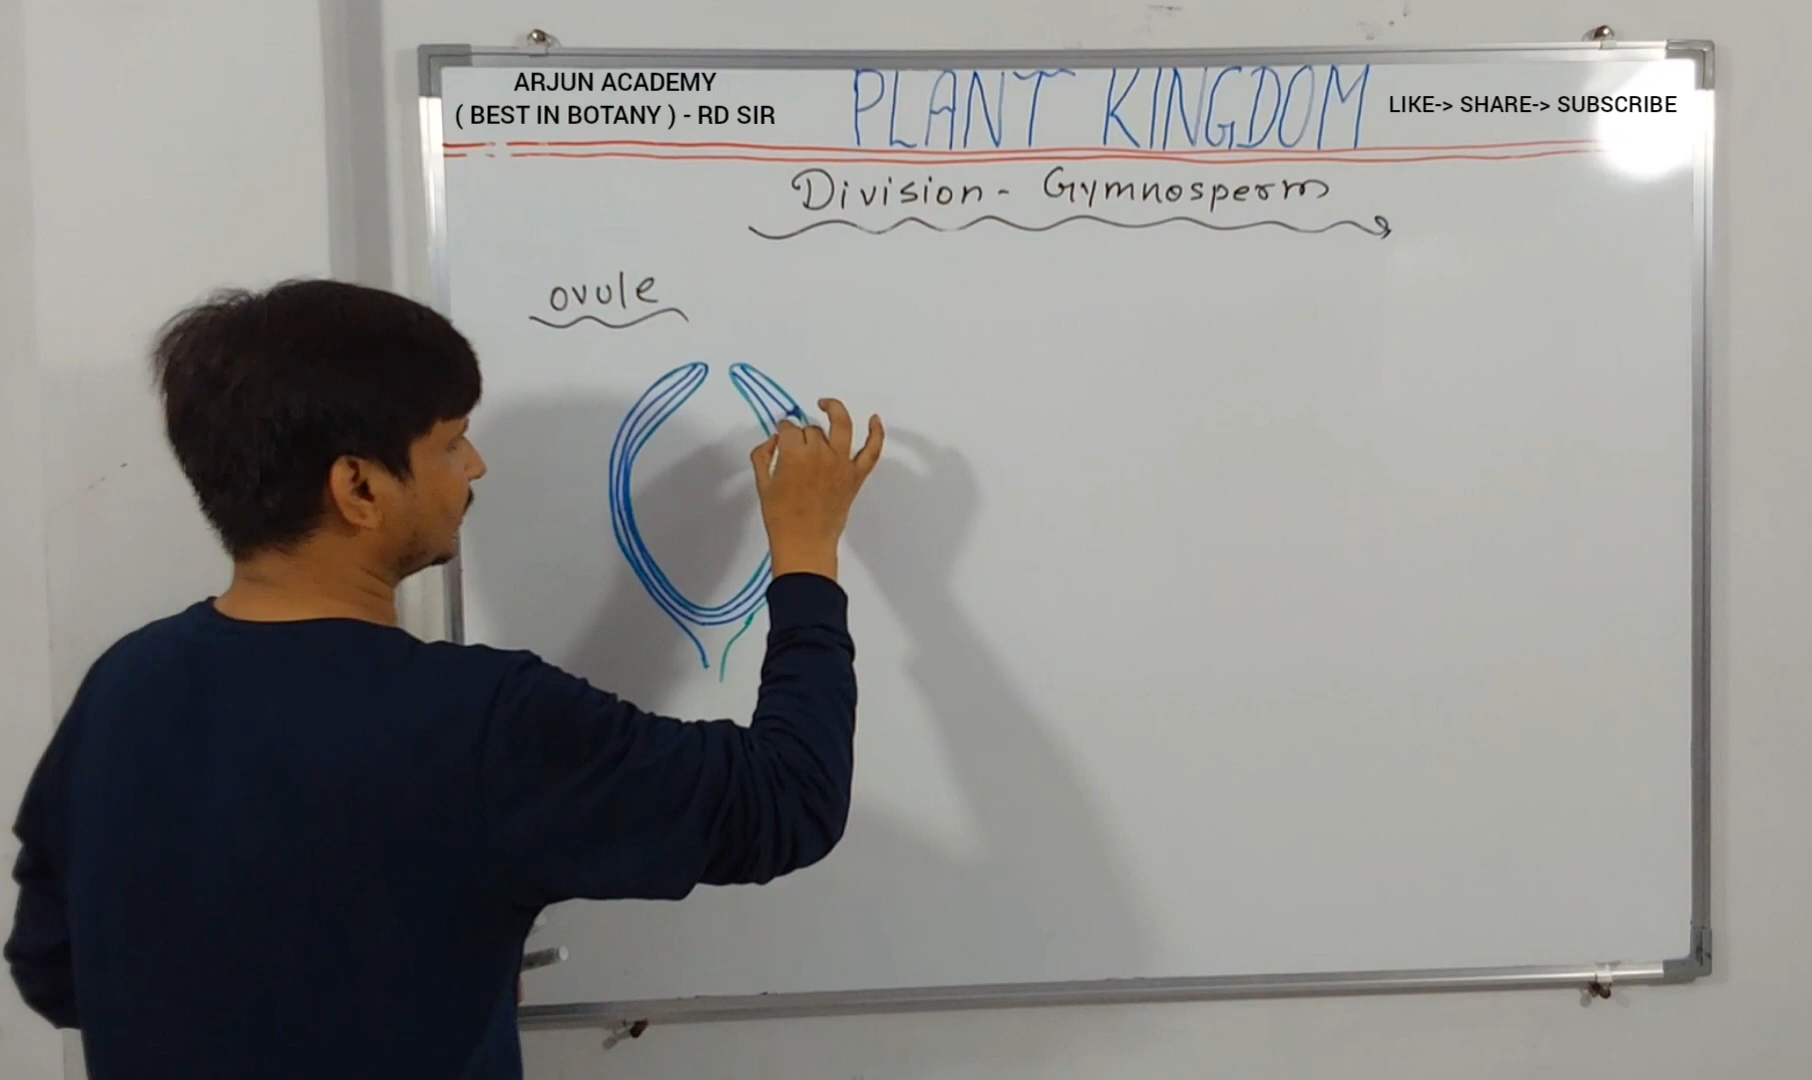 ARJUN ACADEMY
( BEST IN BOTANY ) - RD SIR
PLANT KINGDOM
LIKE-> SHARE-> SUBSCRIBE
Division - Gymnosperm
ovule